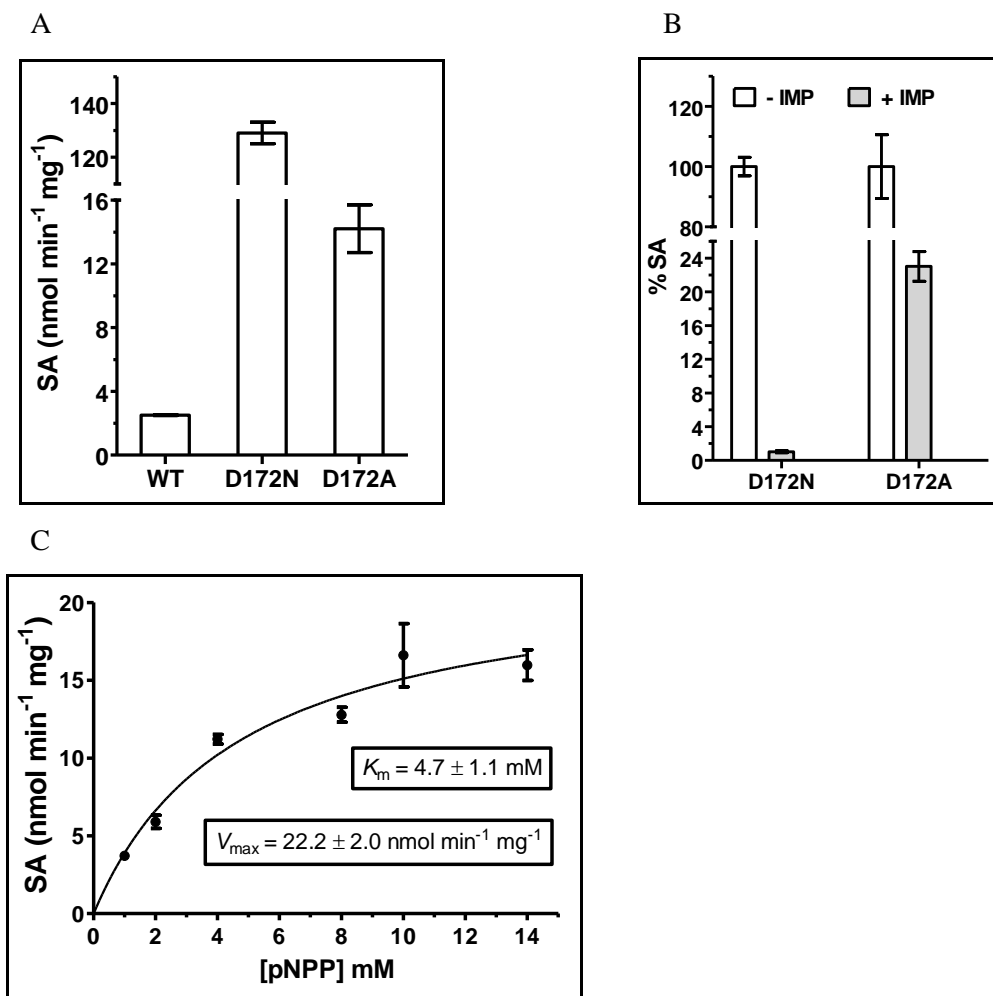 A
SA (nmol min⁻¹ mg⁻¹)
140
120
16
12
4
0
WT D172N D172A
B
- IMP + IMP
% SA
120
100
80
24
20
16
12
8
4
0
D172N D172A
C
SA (nmol min⁻¹ mg⁻¹)
20
15
10
5
0
Km = 4.7 ± 1.1 mM
Vmax = 22.2 ± 2.0 nmol min⁻¹ mg⁻¹
0 2 4 6 8 10 12 14
[pNPP] mM